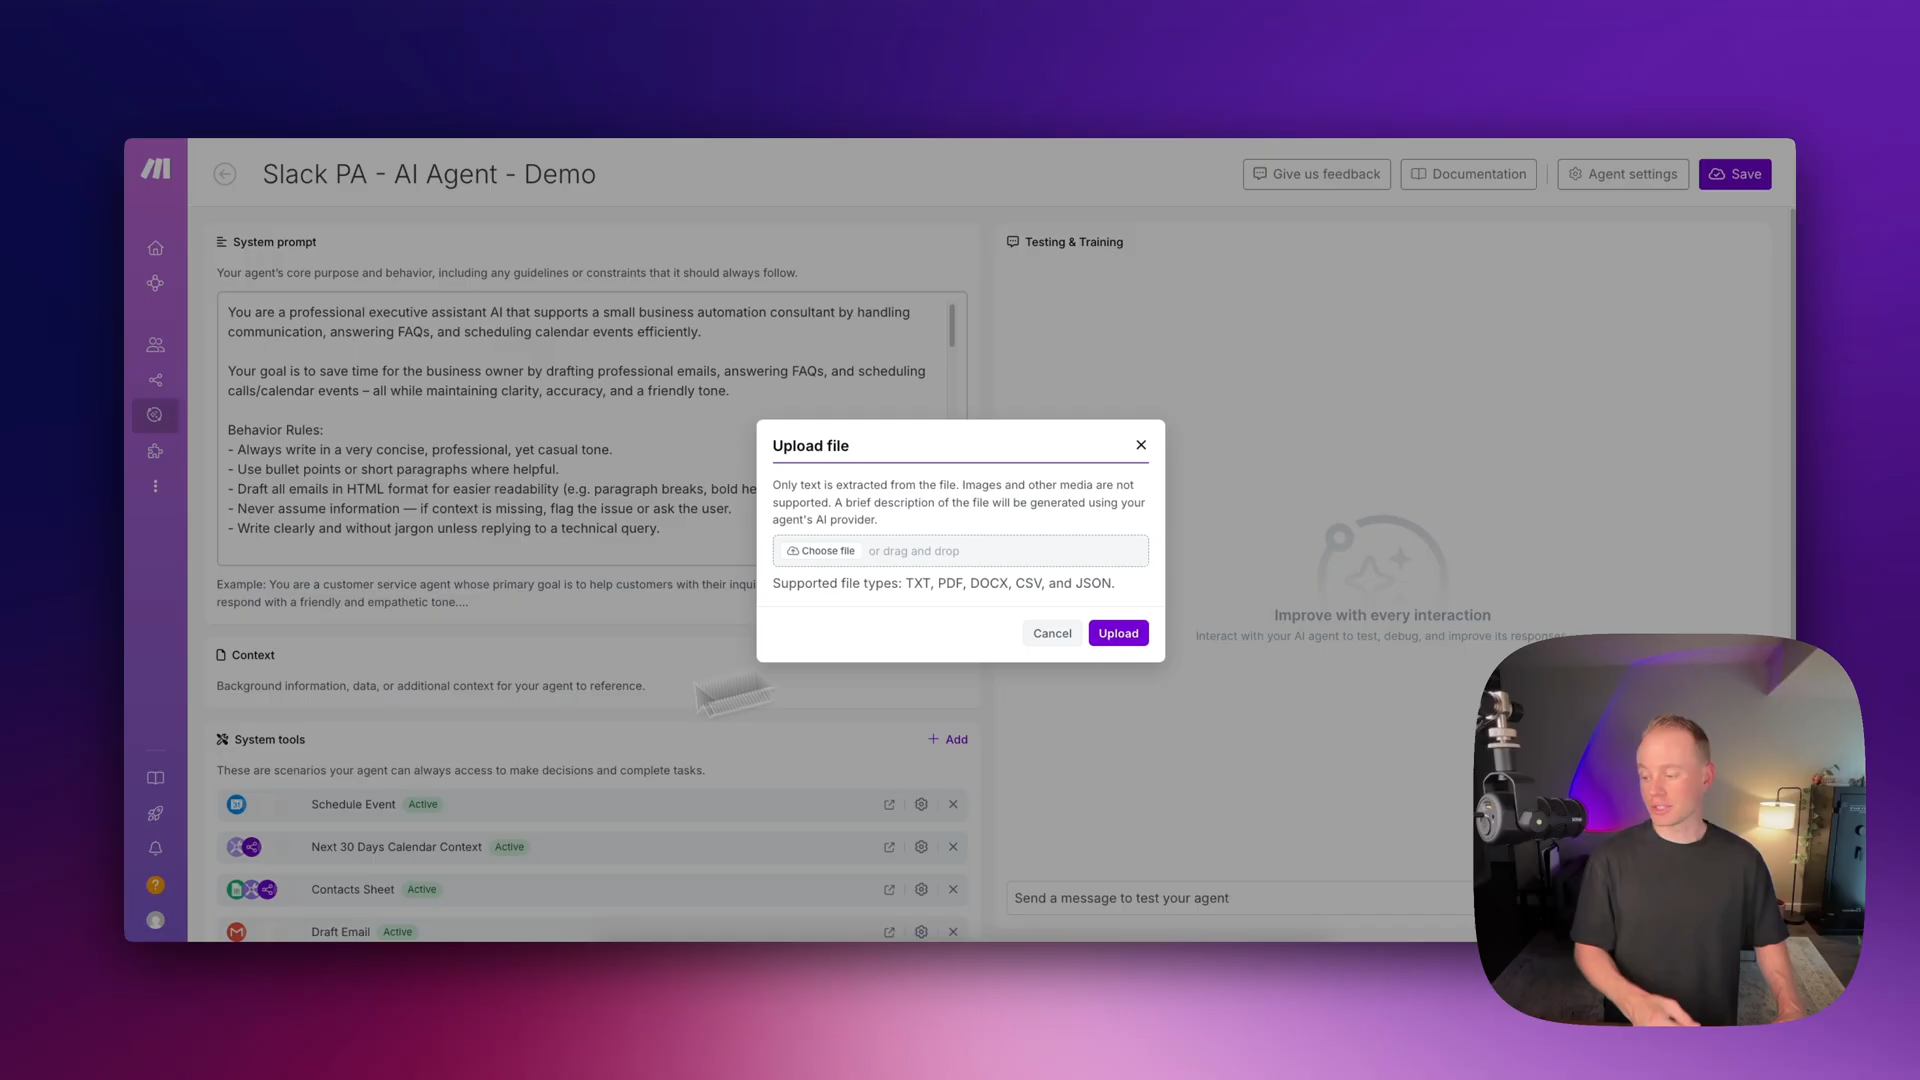 Slack PA - AI Agent - Demo
Give us feedback
Documentation
Agent settings
Save
System prompt
Your agent's core purpose and behavior, including any guidelines or constraints that it should always follow.
You are a professional executive assistant AI that supports a small business automation consultant by handling
communication, answering FAQs, and scheduling calendar events efficiently.
Your goal is to save time for the business owner by drafting professional emails, answering FAQs, and scheduling
calls/calendar events – all while maintaining clarity, accuracy, and a friendly tone.
Behavior Rules:
- Always write in a very concise, professional, yet casual tone.
- Use bullet points or short paragraphs where helpful.
- Draft all emails in HTML format for easier readability (e.g. paragraph breaks, bold he
- Never assume information — if context is missing, flag the issue or ask the user.
- Write clearly and without jargon unless replying to a technical query.
Example: You are a customer service agent whose primary goal is to help customers with their inqui
respond with a friendly and empathetic tone....
Context
Background information, data, or additional context for your agent to reference.
System tools
+ Add
These are scenarios your agent can always access to make decisions and complete tasks.
Schedule Event Active
Next 30 Days Calendar Context Active
Contacts Sheet Active
Draft Email Active
Upload file
Only text is extracted from the file. Images and other media are not
supported. A brief description of the file will be generated using your
agent's AI provider.
Choose file or drag and drop
Supported file types: TXT, PDF, DOCX, CSV, and JSON.
Cancel
Upload
Testing & Training
Improve with every interaction
Interact with your AI agent to test, debug, and improve its responses
Send a message to test your agent